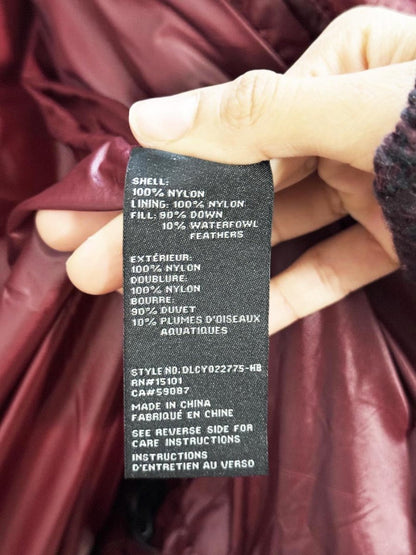 SHELL:
100% NYLON
LINING: 100% NYLON
FILL: 90% DOWN
10% WATERFOWL
FEATHERS
EXTÉRIEUR:
100% NYLON
DOUBLURE:
100% NYLON
BOURRE:
90% DUVET
10% PLUMES D'OISEAUX
AQUATIQUES
STYLE NO. DLCY022775-HB
RN#15101
CA#59087
MADE IN CHINA
FABRIQUÉ EN CHINE
SEE REVERSE SIDE FOR
CARE INSTRUCTIONS
INSTRUCTIONS
D'ENTRETIEN AU VERSO